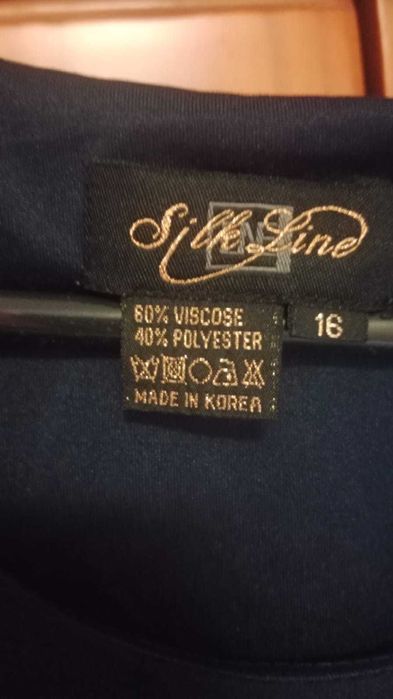 Silk Line
60% VISCOSE
40% POLYESTER
MADE IN KOREA
16